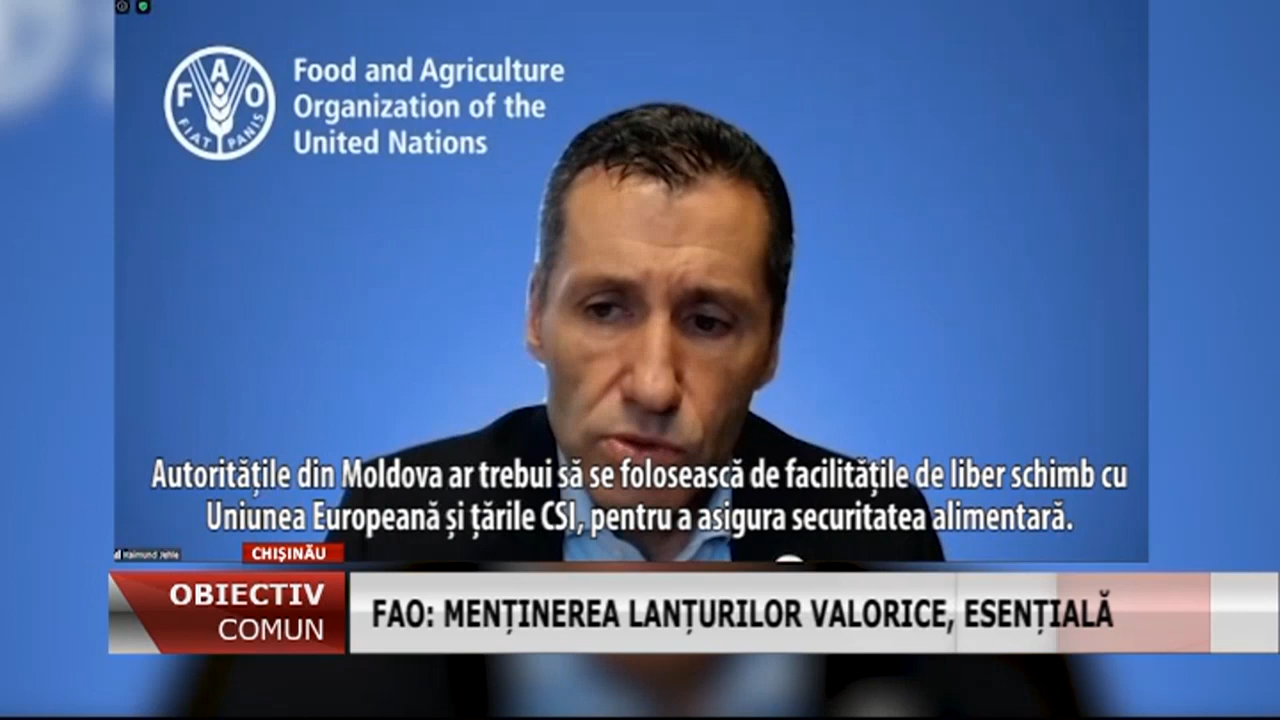 FAO
FIAT PANIS
Food and Agriculture
Organization of the
United Nations
Autoritățile din Moldova ar trebui să se folosească de facilitățile de liber schimb cu
Uniunea Europeană și țările CSI, pentru a asigura securitatea alimentară.
Raimund Jehle
CHIȘINĂU
OBIECTIV
COMUN
FAO: MENȚINEREA LANȚURILOR VALORICE, ESENȚIALĂ